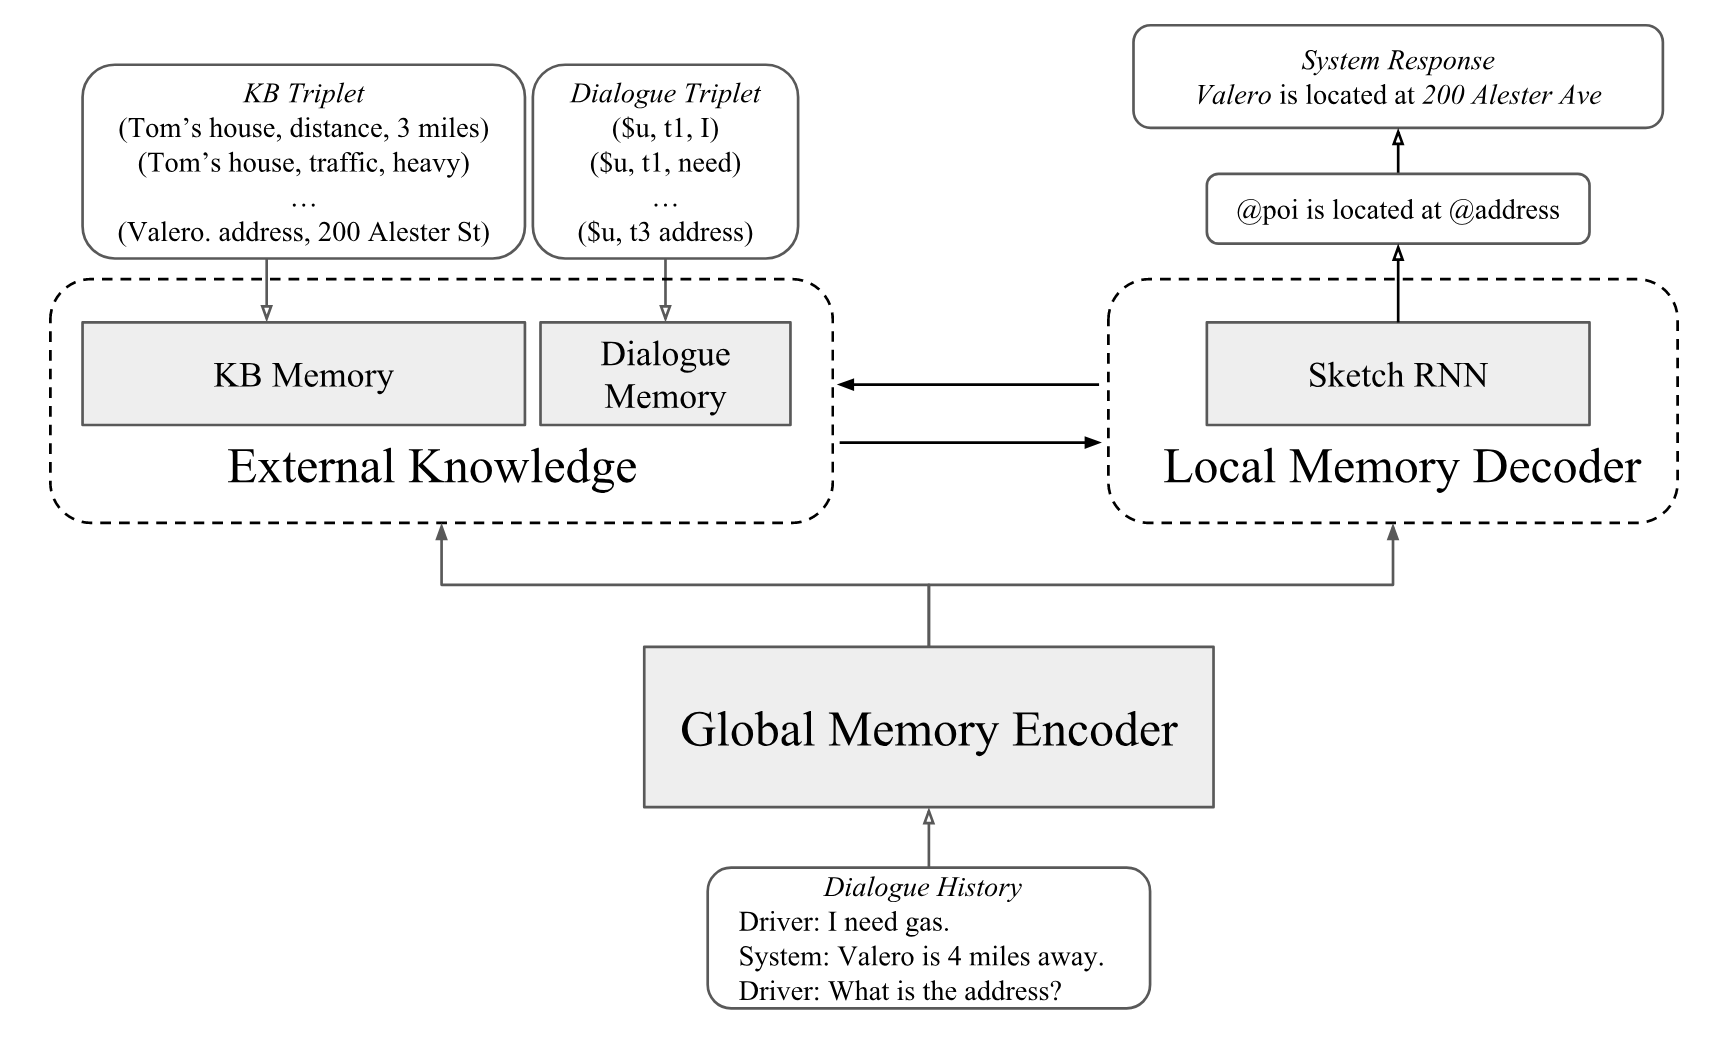 KB Triplet
(Tom’s house, distance, 3 miles)
(Tom’s house, traffic, heavy)
…
(Valero. address, 200 Alester St)
Dialogue Triplet
($u, t1, I)
($u, t1, need)
…
($u, t3 address)
System Response
Valero is located at 200 Alester Ave
@poi is located at @address
KB Memory
Dialogue
Memory
External Knowledge
Sketch RNN
Local Memory Decoder
Global Memory Encoder
Dialogue History
Driver: I need gas.
System: Valero is 4 miles away.
Driver: What is the address?